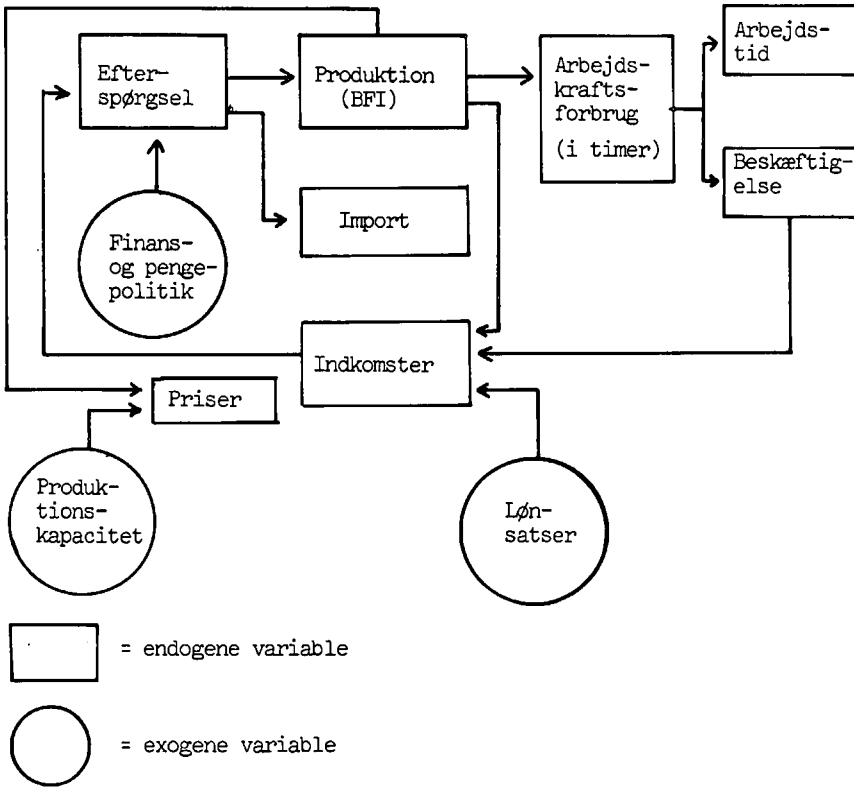 Efter-
spørgsel
Produktion
(BFI)
Arbejds-
krafts-
forbrug
(i timer)
Arbejds-
tid
Beskæftig-
else
Import
Finans-
og penge-
politik
Indkomster
Priser
Produk-
tions-
kapacitet
Løn-
satser
= endogene variable
= exogene variable